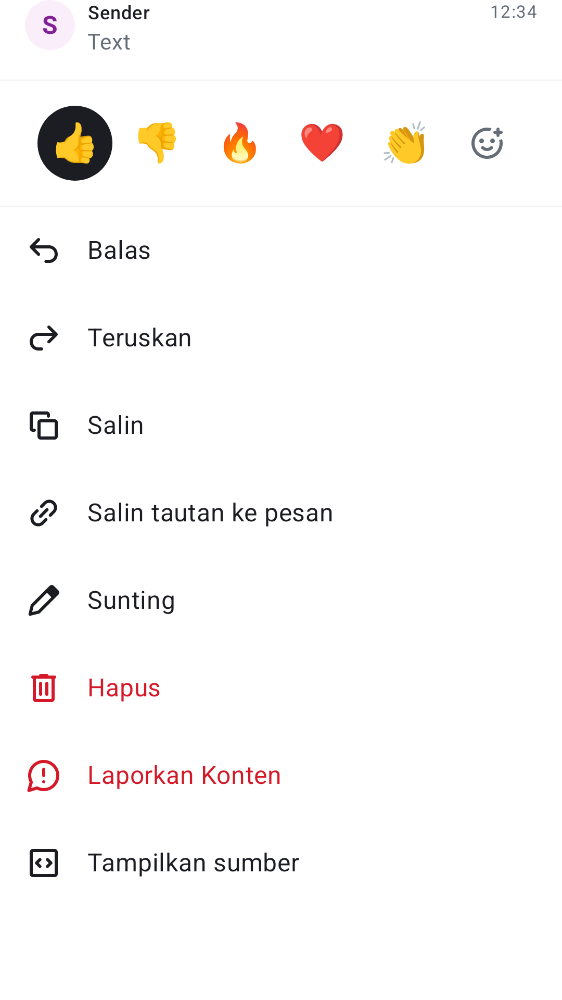 S
Sender
12:34
Text
Balas
Teruskan
Salin
Salin tautan ke pesan
Sunting
Hapus
Laporkan Konten
Tampilkan sumber